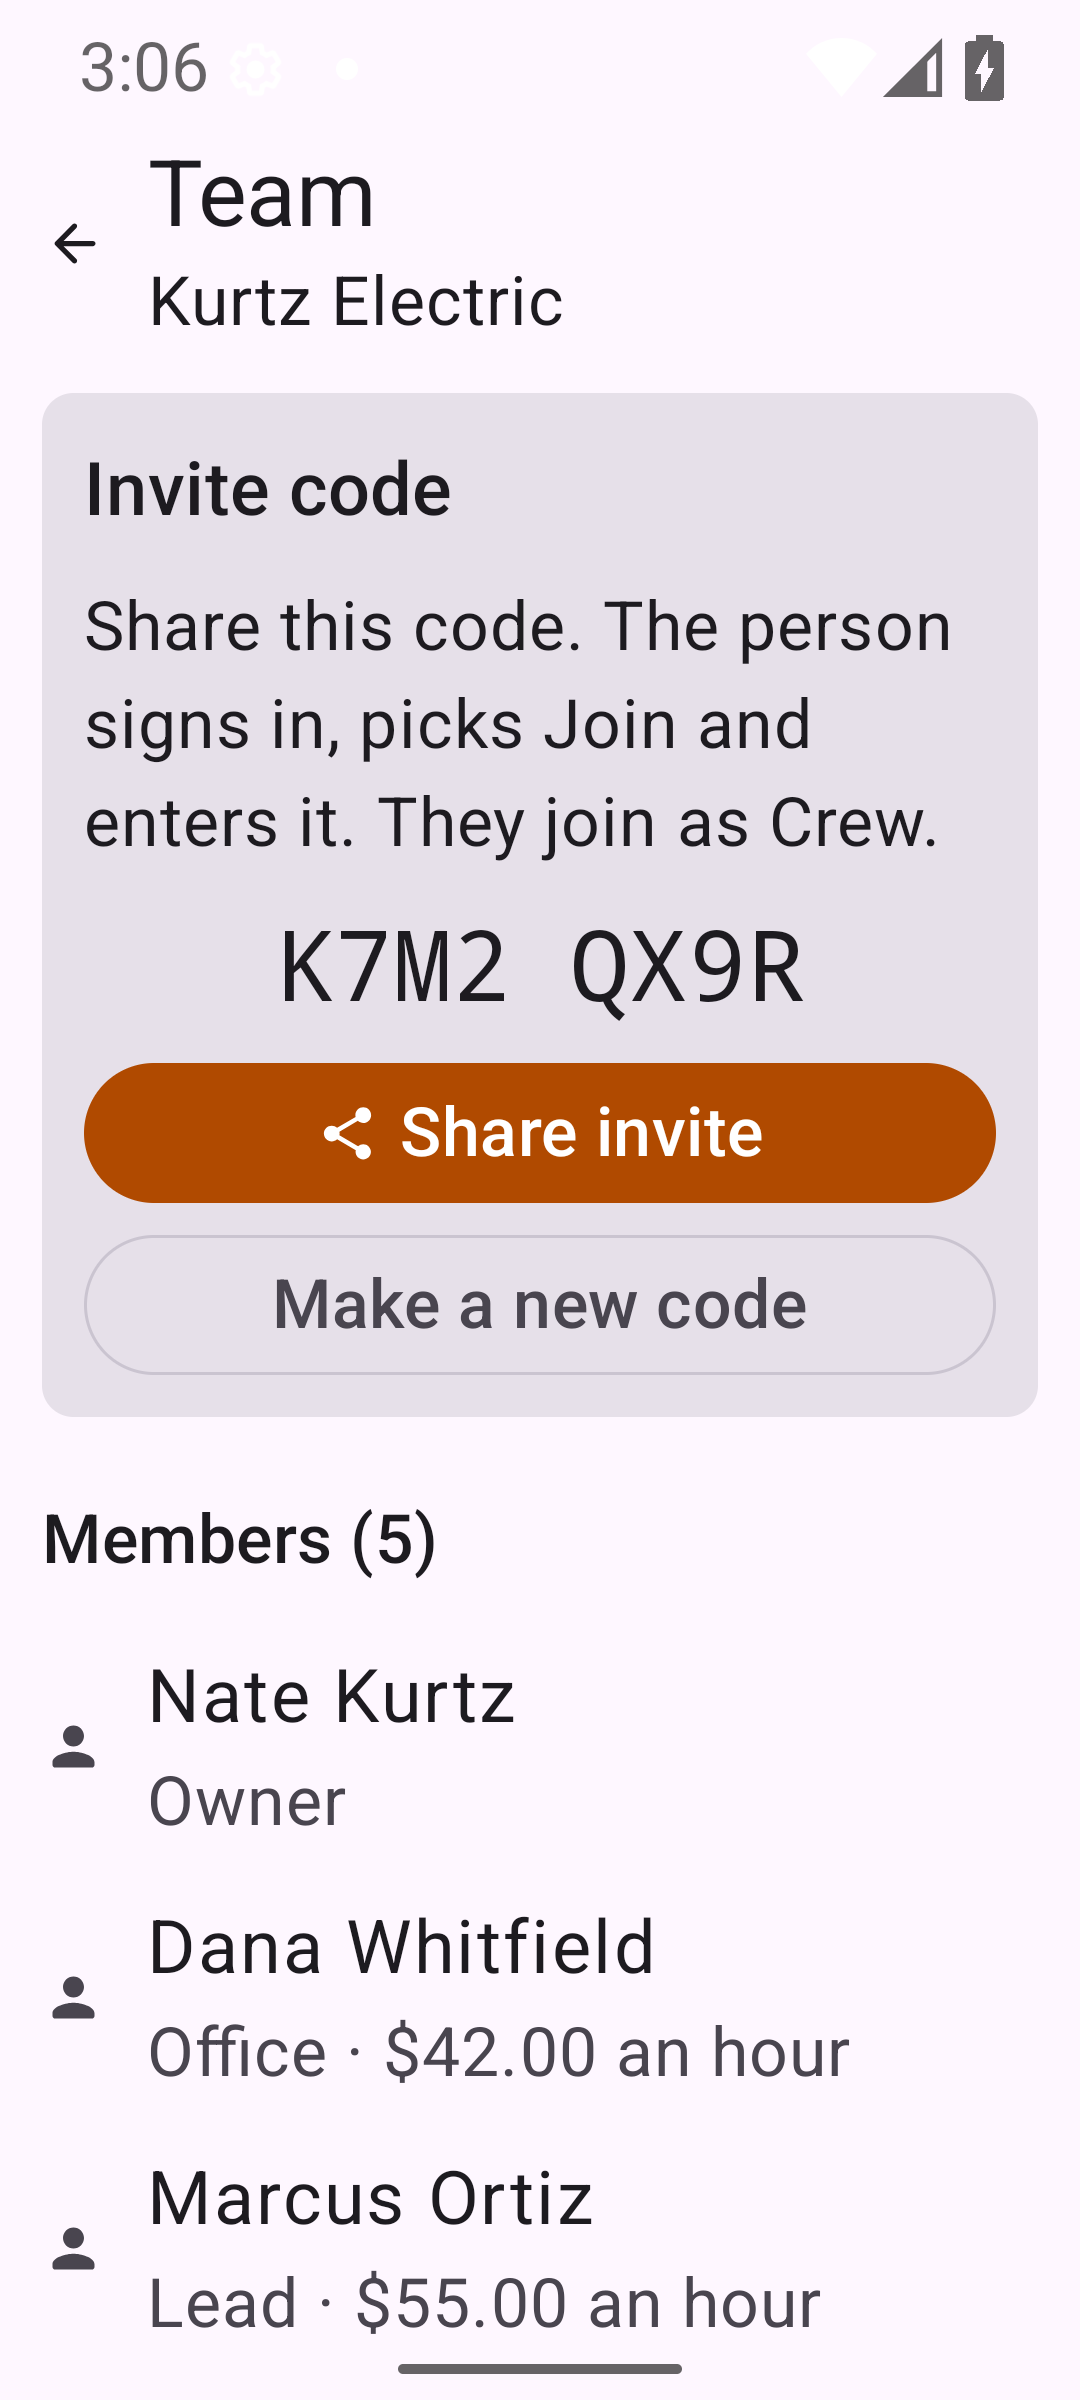 3:06
Team
Kurtz Electric
Invite code
Share this code. The person
signs in, picks Join and
enters it. They join as Crew.
K7M2 QX9R
Share invite
Make a new code
Members (5)
Nate Kurtz
Owner
Dana Whitfield
Office · $42.00 an hour
Marcus Ortiz
Lead · $55.00 an hour